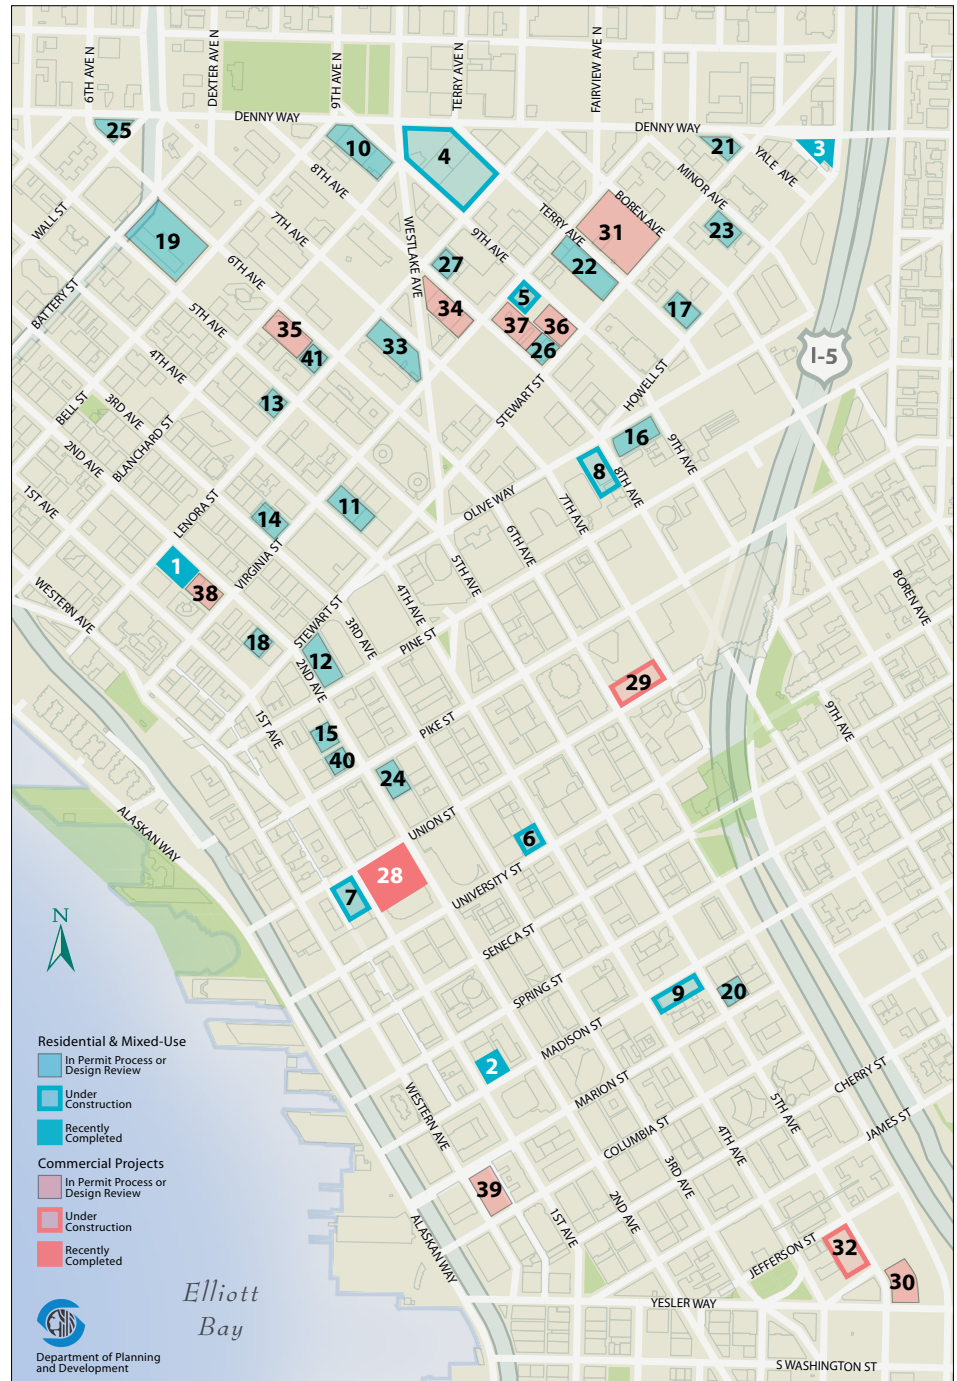 6TH AVE N
DEXTER AVE N
9TH AVE N
TERRY AVE N
FAIRVIEW AVE N
DENNY WAY
DENNY WAY
25
10
4
21
3
YALE AVE
8TH AVE
MINOR AVE
WALL ST
7TH AVE
TERRY AVE
BOREN AVE
19
WESTLAKE AVE
9TH AVE
31
23
6TH AVE
27
22
BATTERY ST
5TH AVE
5
34
37
36
17
35
41
33
26
I-5
4TH AVE
HOWELL ST
BELL ST
3RD AVE
13
STEWART ST
BLANCHARD ST
16
9TH AVE
2ND AVE
8
8TH AVE
1ST AVE
LENORA ST
14
11
OLIVE WAY
7TH AVE
6TH AVE
VIRGINIA ST
1
38
5TH AVE
BOREN AVE
WESTERN AVE
4TH AVE
STEWART ST
3RD AVE
18
12
PINE ST
2ND AVE
29
9TH AVE
1ST AVE
15
40
PIKE ST
24
ALASKAN WAY
UNION ST
6
28
7
UNIVERSITY ST
N
SENECA ST
SPRING ST
9
20
Residential & Mixed-Use
In Permit Process or
Design Review
Under
Construction
Recently
Completed
MADISON ST
2
MARION ST
CHERRY ST
WESTERN AVE
5TH AVE
JAMES ST
COLUMBIA ST
4TH AVE
Commercial Projects
In Permit Process or
Design Review
Under
Construction
Recently
Completed
3RD AVE
39
2ND AVE
1ST AVE
ALASKAN WAY
JEFFERSON ST
32
30
Elliott
Bay
YESLER WAY
Department of Planning
and Development
S WASHINGTON ST